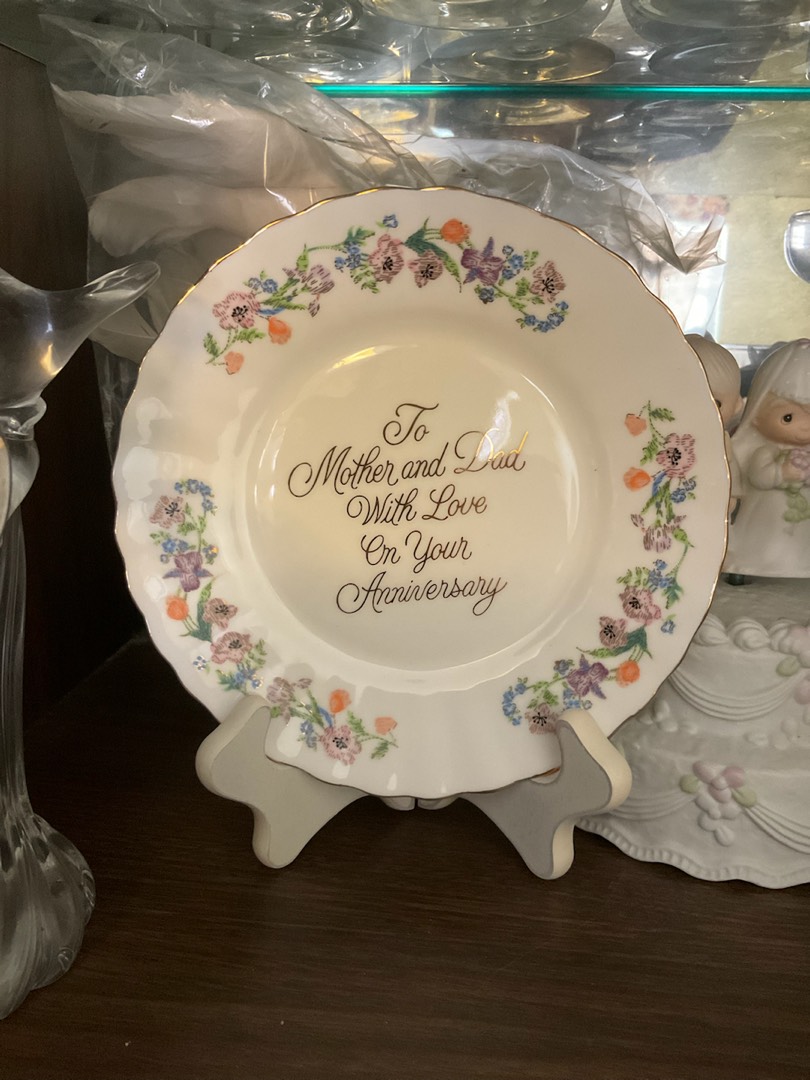 To
Mother and Dad
With Love
On Your
Anniversary